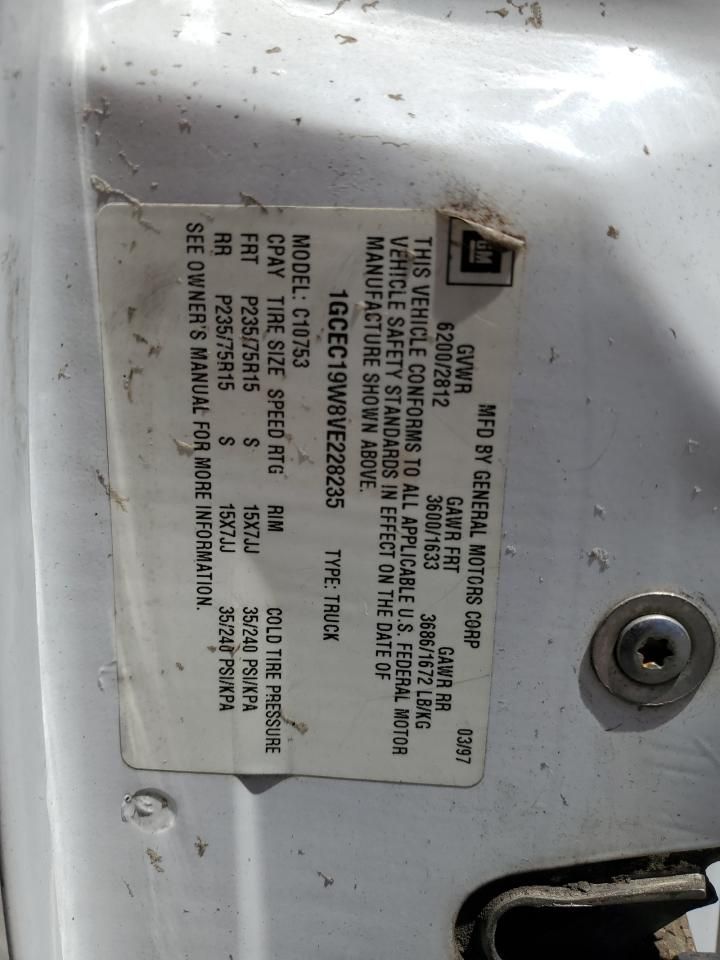 GM
MFD BY GENERAL MOTORS CORP 03/97
GVWR GAWR FRT GAWR RR
6200/2812 3600/1633 3686/1672 LB/KG
THIS VEHICLE CONFORMS TO ALL APPLICABLE U.S. FEDERAL MOTOR
VEHICLE SAFETY STANDARDS IN EFFECT ON THE DATE OF
MANUFACTURE SHOWN ABOVE.
1GCEC19W8VE228235 TYPE: TRUCK
MODEL: C10753
CPAY TIRE SIZE SPEED RTG RIM COLD TIRE PRESSURE
FRT P235/75R15 S 15X7JJ 35/240 PSI/KPA
RR P235/75R15 S 15X7JJ 35/240 PSI/KPA
SEE OWNER'S MANUAL FOR MORE INFORMATION.